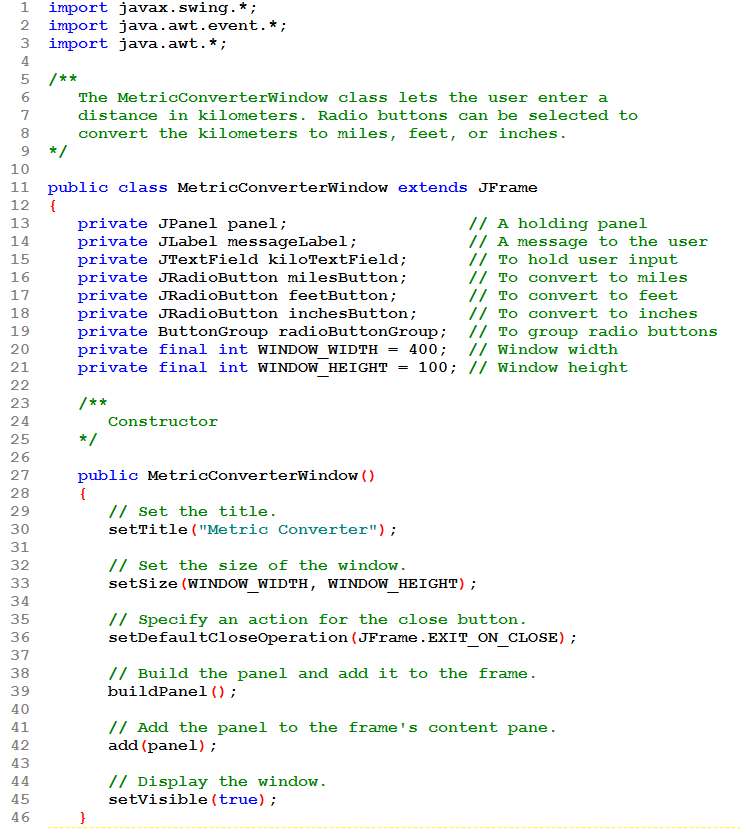 1 import javax.swing.*;
2 import java.awt.event.*;
3 import java.awt.*;
4
5 /**
6    The MetricConverterWindow class lets the user enter a
7    distance in kilometers. Radio buttons can be selected to
8    convert the kilometers to miles, feet, or inches.
9 */
10
11 public class MetricConverterWindow extends JFrame
12 {
13    private JPanel panel;                  // A holding panel
14    private JLabel messageLabel;           // A message to the user
15    private JTextField kiloTextField;      // To hold user input
16    private JRadioButton milesButton;      // To convert to miles
17    private JRadioButton feetButton;       // To convert to feet
18    private JRadioButton inchesButton;     // To convert to inches
19    private ButtonGroup radioButtonGroup;  // To group radio buttons
20    private final int WINDOW_WIDTH = 400;  // Window width
21    private final int WINDOW_HEIGHT = 100; // Window height
22
23    /**
24       Constructor
25    */
26
27    public MetricConverterWindow()
28    {
29       // Set the title.
30       setTitle("Metric Converter");
31
32       // Set the size of the window.
33       setSize(WINDOW_WIDTH, WINDOW_HEIGHT);
34
35       // Specify an action for the close button.
36       setDefaultCloseOperation(JFrame.EXIT_ON_CLOSE);
37
38       // Build the panel and add it to the frame.
39       buildPanel();
40
41       // Add the panel to the frame's content pane.
42       add(panel);
43
44       // Display the window.
45       setVisible(true);
46    }